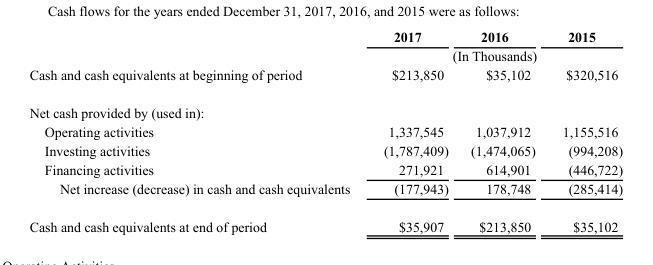 Cash flows for the years ended December 31, 2017, 2016, and 2015 were as follows:
2017 2016 2015
(In Thousands)
Cash and cash equivalents at beginning of period $213,850 $35,102 $320,516
Net cash provided by (used in):
Operating activities 1,337,545 1,037,912 1,155,516
Investing activities (1,787,409) (1,474,065) (994,208)
Financing activities 271,921 614,901 (446,722)
Net increase (decrease) in cash and cash equivalents (177,943) 178,748 (285,414)
Cash and cash equivalents at end of period $35,907 $213,850 $35,102